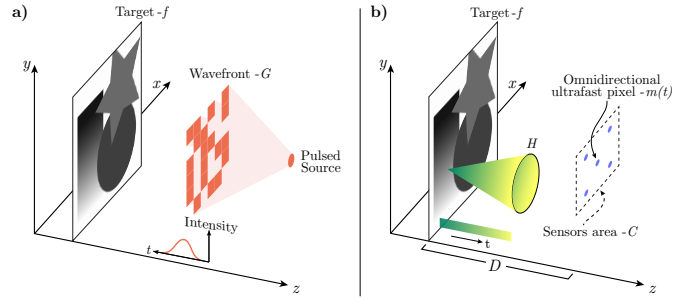 a)
Target -f
y
x
Wavefront -G
Pulsed
Source
Intensity
t
z
b)
Target -f
y
x
Omnidirectional
ultrafast pixel -m(t)
H
Sensors area -C
t
D
z